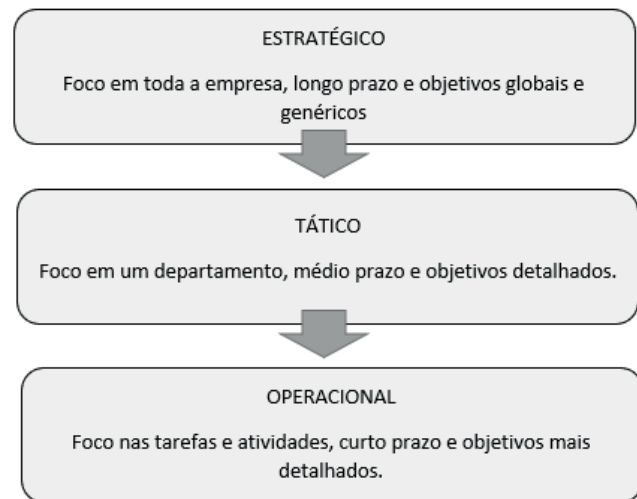 ESTRATÉGICO
Foco em toda a empresa, longo prazo e objetivos globais e
genéricos
TÁTICO
Foco em um departamento, médio prazo e objetivos detalhados.
OPERACIONAL
Foco nas tarefas e atividades, curto prazo e objetivos mais
detalhados.